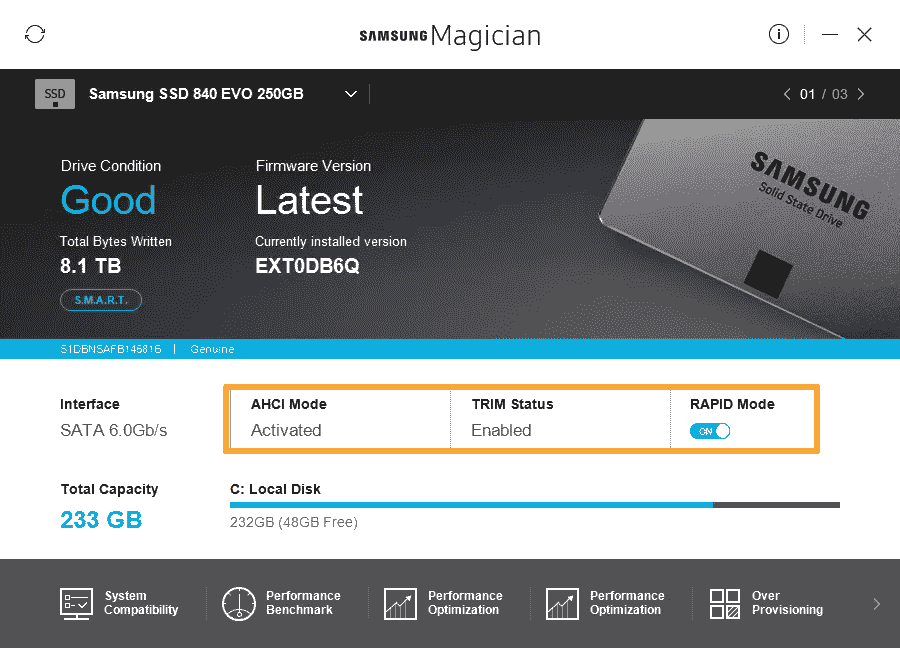 SAMSUNG Magician
SSD
Samsung SSD 840 EVO 250GB
01 / 03
Drive Condition
Good
Firmware Version
Latest
Total Bytes Written
8.1 TB
Currently installed version
EXT0DB6Q
S.M.A.R.T.
SAMSUNG
Solid State Drive
S1DBNSAFB145816 | Genuine
Interface
SATA 6.0Gb/s
AHCI Mode
Activated
TRIM Status
Enabled
RAPID Mode
ON
Total Capacity
233 GB
C: Local Disk
232GB (48GB Free)
System
Compatibility
Performance
Benchmark
Performance
Optimization
Performance
Optimization
Over
Provisioning